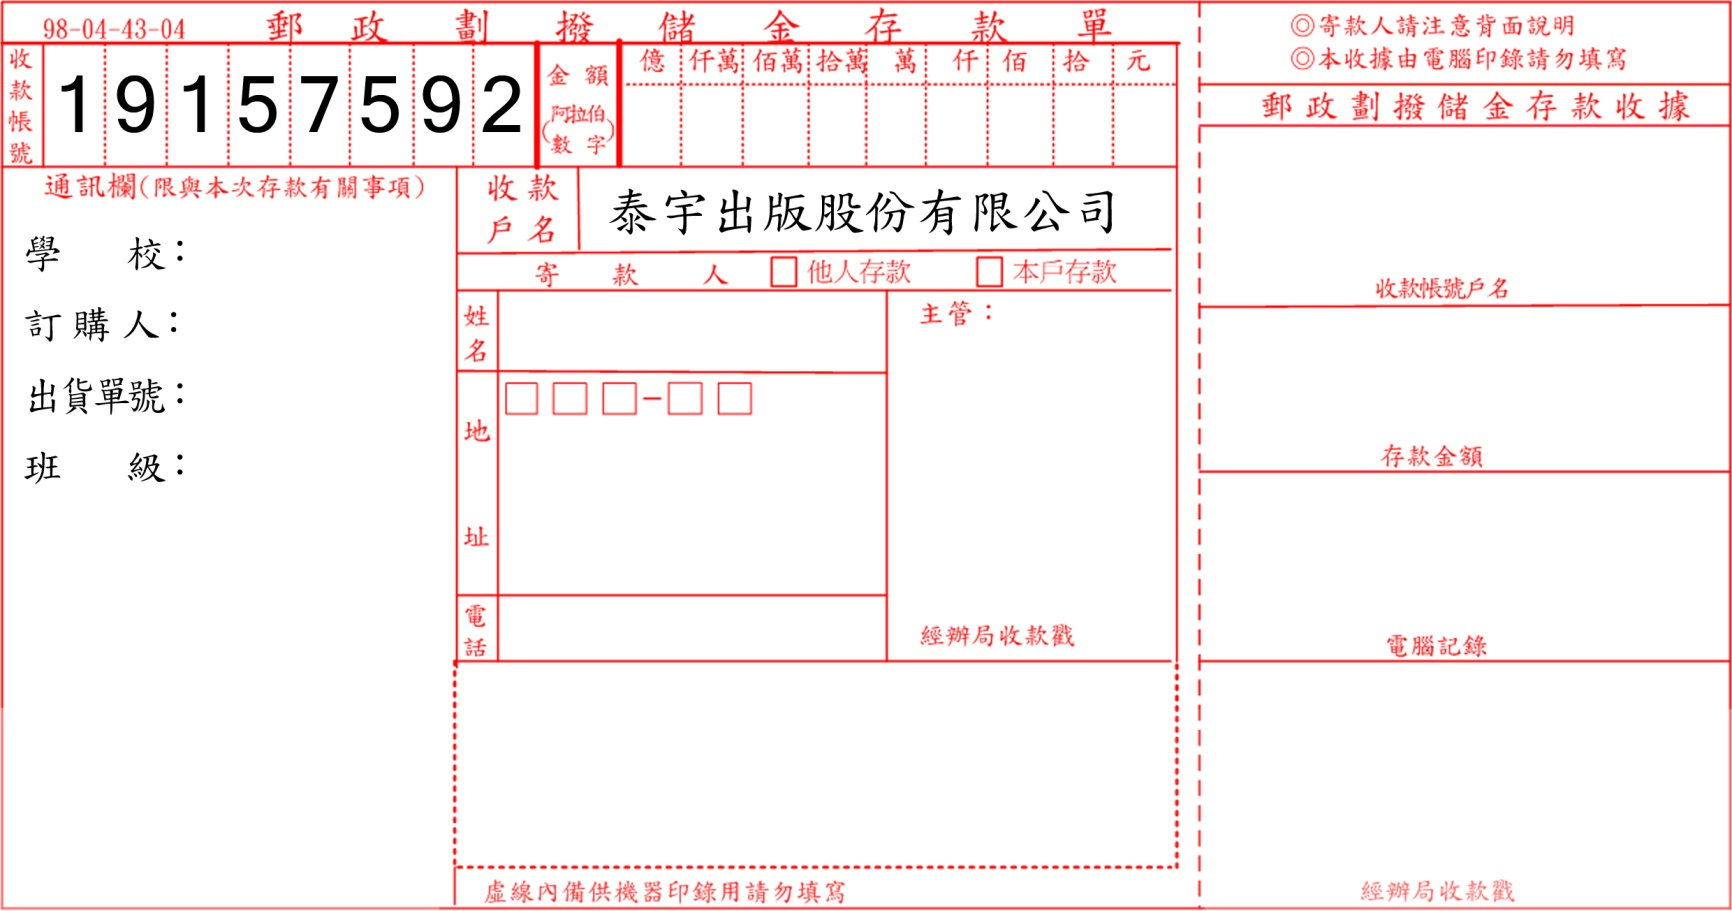 98-04-43-04 郵政劃撥儲金存款單
收款帳號 19157592
金額(阿拉伯數字) 億 仟萬 佰萬 拾萬 萬 仟 佰 拾 元
通訊欄(限與本次存款有關事項)
學 校：
訂購人：
出貨單號：
班 級：
收款戶名 泰宇出版股份有限公司
寄款人 □他人存款 □本戶存款
姓名
主管：
地址 □□□-□□
電話
經辦局收款戳
虛線內備供機器印錄用請勿填寫
◎寄款人請注意背面說明
◎本收據由電腦印錄請勿填寫
郵政劃撥儲金存款收據
收款帳號戶名
存款金額
電腦記錄
經辦局收款戳